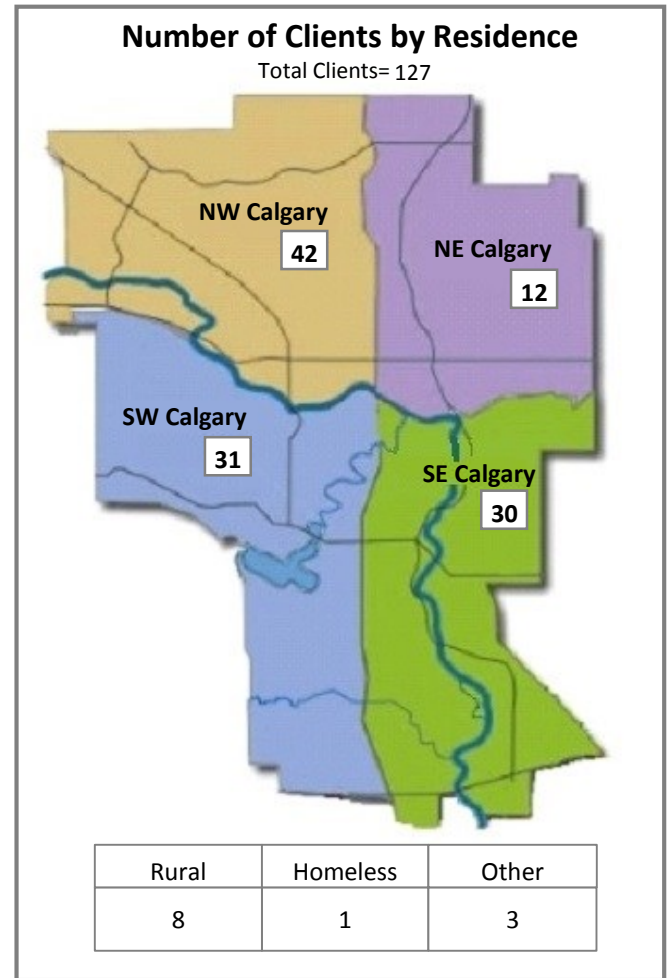 Number of Clients by Residence
Total Clients= 127
NW Calgary
42
NE Calgary
12
SW Calgary
31
SE Calgary
30
Rural Homeless Other
8 1 3